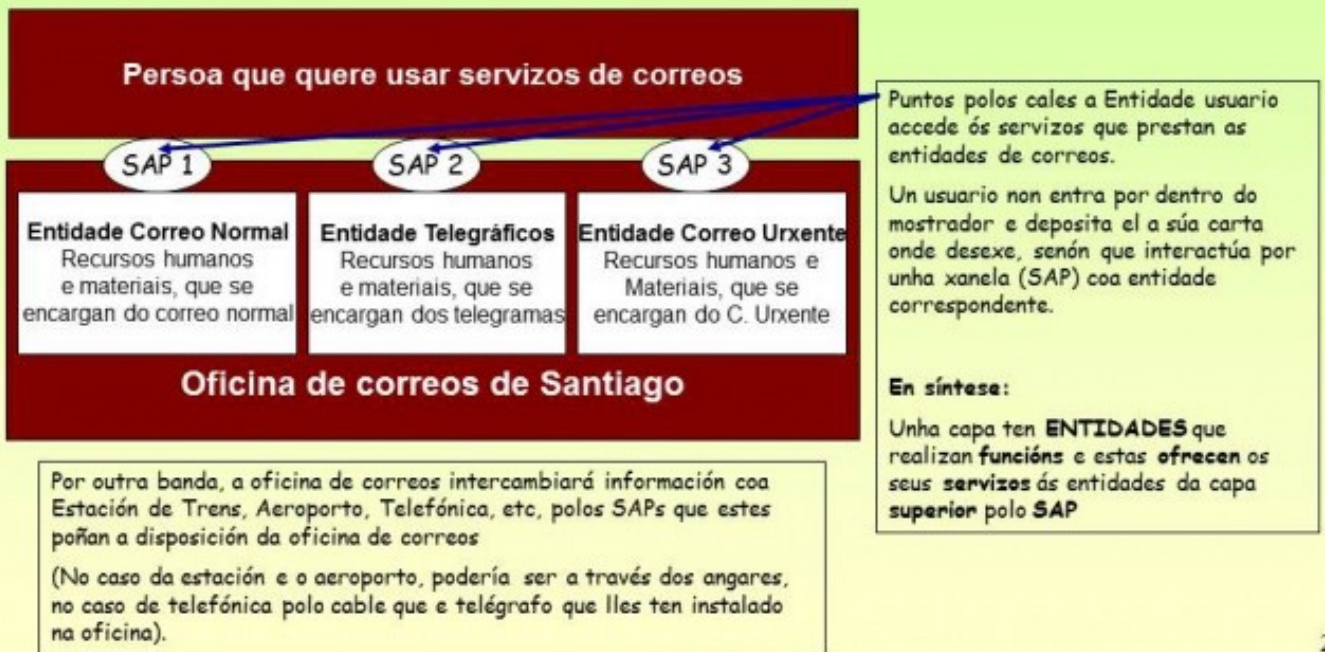 Persoa que quere usar servizos de correos
SAP 1
SAP 2
SAP 3
Entidade Correo Normal
Recursos humanos
e materiais, que se
encargan do correo normal
Entidade Telegráficos
Recursos humanos
e materiais, que se
encargan dos telegramas
Entidade Correo Urxente
Recursos humanos e
Materiais, que se
encargan do C. Urxente
Oficina de correos de Santiago
Puntos polos cales a Entidade usuario
accede ós servizos que prestan as
entidades de correos.
Un usuario non entra por dentro do
mostrador e deposita el a súa carta
onde desexe, senón que interactúa por
unha xanela (SAP) coa entidade
correspondente.
En síntese:
Unha capa ten ENTIDADES que
realizan funcións e estas ofrecen os
seus servizos ás entidades da capa
superior polo SAP
Por outra banda, a oficina de correos intercambiará información coa
Estación de Trens, Aeroporto, Telefónica, etc, polos SAPs que estes
poñan a disposición da oficina de correos
(No caso da estación e o aeroporto, podería ser a través dos angares,
no caso de telefónica polo cable que e telégrafo que lles ten instalado
na oficina).